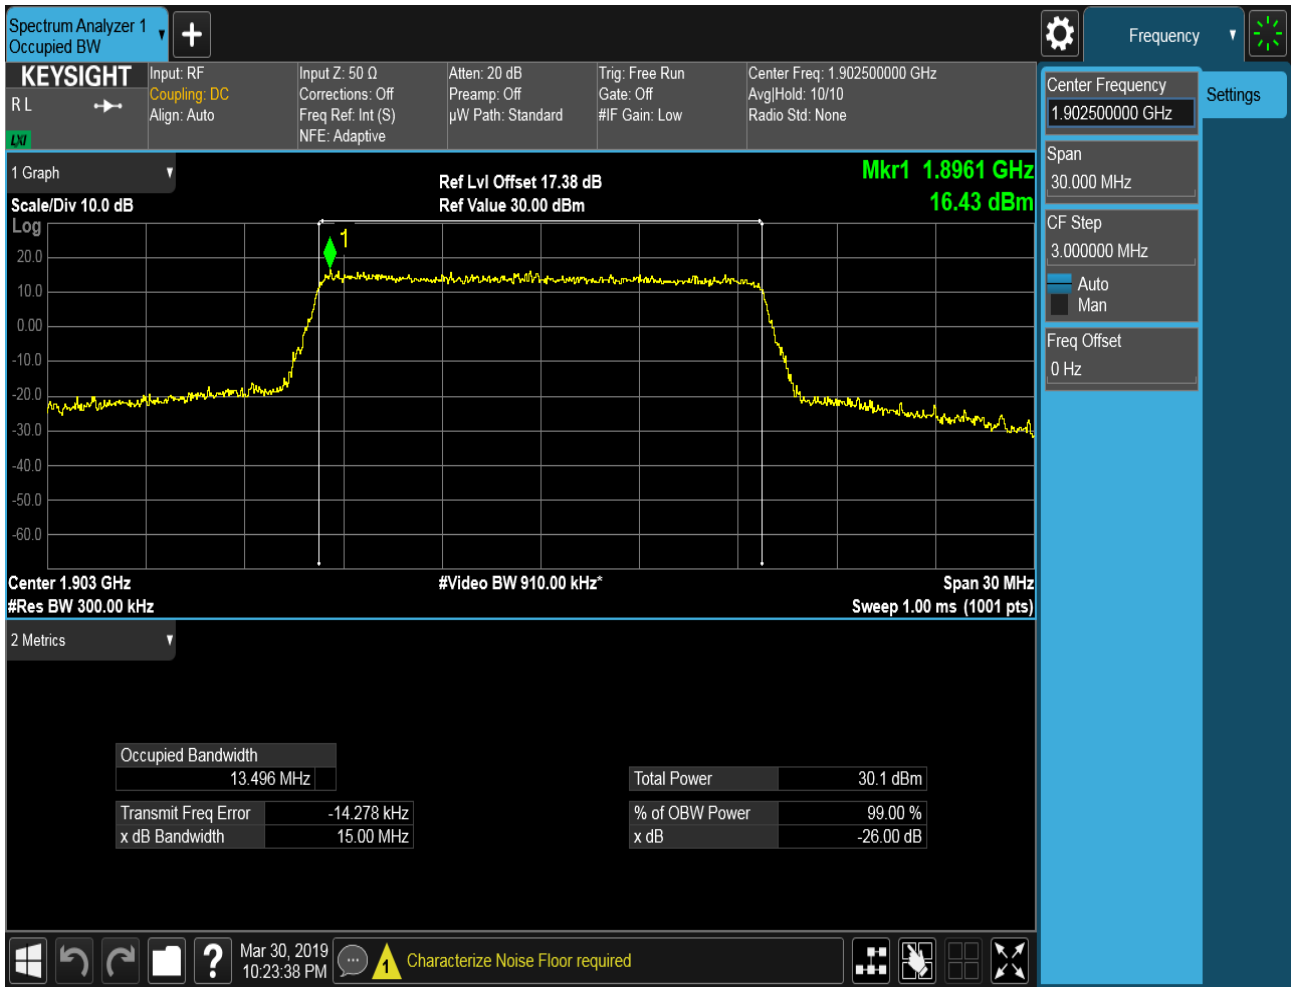 Spectrum Analyzer 1
Occupied BW
Frequency
KEYSIGHT
R L
LXI
Input: RF
Coupling: DC
Align: Auto
Input Z: 50 Ω
Corrections: Off
Freq Ref: Int (S)
NFE: Adaptive
Atten: 20 dB
Preamp: Off
µW Path: Standard
Trig: Free Run
Gate: Off
#IF Gain: Low
Center Freq: 1.902500000 GHz
Avg|Hold: 10/10
Radio Std: None
Center Frequency
1.902500000 GHz
Settings
Span
30.000 MHz
CF Step
3.000000 MHz
Auto
Man
Freq Offset
0 Hz
1 Graph
Scale/Div 10.0 dB
Ref Lvl Offset 17.38 dB
Ref Value 30.00 dBm
Mkr1 1.8961 GHz
16.43 dBm
Log
1
20.0
10.0
0.00
-10.0
-20.0
-30.0
-40.0
-50.0
-60.0
Center 1.903 GHz
#Res BW 300.00 kHz
#Video BW 910.00 kHz*
Span 30 MHz
Sweep 1.00 ms (1001 pts)
2 Metrics
Occupied Bandwidth
13.496 MHz
Transmit Freq Error -14.278 kHz
x dB Bandwidth 15.00 MHz
Total Power 30.1 dBm
% of OBW Power 99.00 %
x dB -26.00 dB
?
Mar 30, 2019
10:23:38 PM
1
Characterize Noise Floor required